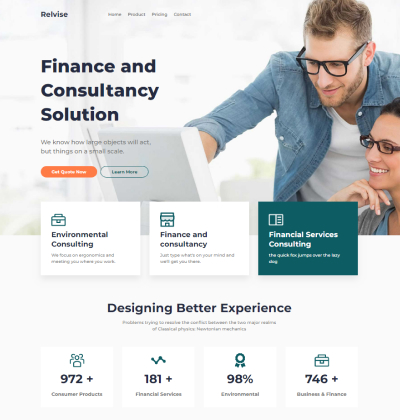 Relvise
Home Product Pricing Contact
Finance and
Consultancy
Solution
We know how large objects will act,
but things on a small scale.
Get Quote Now
Learn More
Environmental
Consulting
We focus on ergonomics and
meeting you where you work.
Finance and
consultancy
Just type what's on your mind and
we'll get you there.
Financial Services
Consulting
the quick fox jumps over the lazy
dog
Designing Better Experience
Problems trying to resolve the conflict between the two major realms
of Classical physics: Newtonian mechanics
972 +
Consumer Products
181 +
Financial Services
98%
Environmental
746 +
Business & Finance